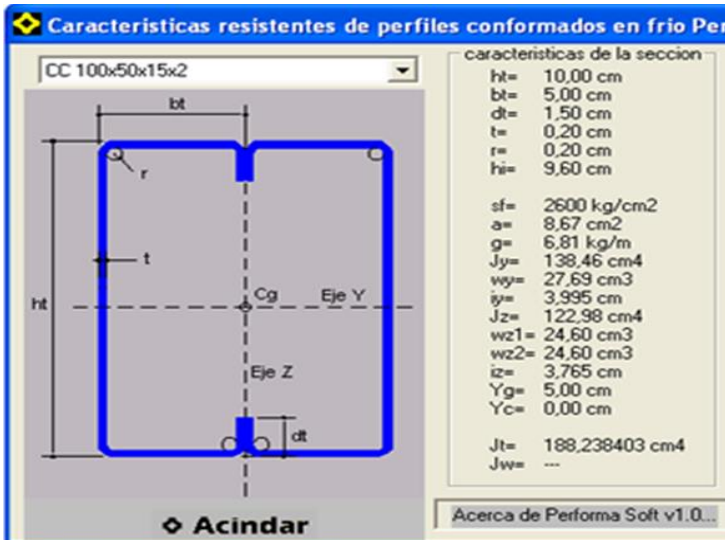 Caracteristicas resistentes de perfiles conformados en frio Per
CC 100x50x15x2
bt
r
t
ht
Cg
Eje Y
Eje Z
dt
Acindar
caracteristicas de la seccion
ht= 10,00 cm
bt= 5,00 cm
dt= 1,50 cm
t= 0,20 cm
r= 0,20 cm
hi= 9,60 cm
sf= 2600 kg/cm2
a= 8,67 cm2
g= 6,81 kg/m
Jy= 138,46 cm4
wy= 27,69 cm3
iy= 3,995 cm
Jz= 122,98 cm4
wz1= 24,60 cm3
wz2= 24,60 cm3
iz= 3,765 cm
Yg= 5,00 cm
Yc= 0,00 cm
Jt= 188,238403 cm4
Jw= ---
Acerca de Performa Soft v1.0...